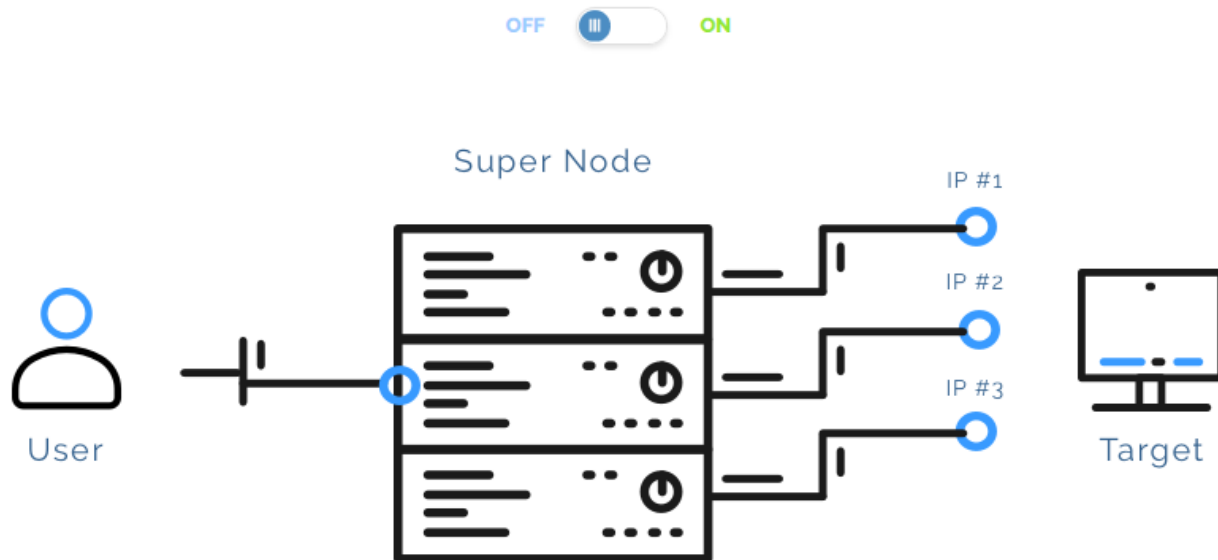 OFF ON
Super Node
IP #1
IP #2
IP #3
User
Target